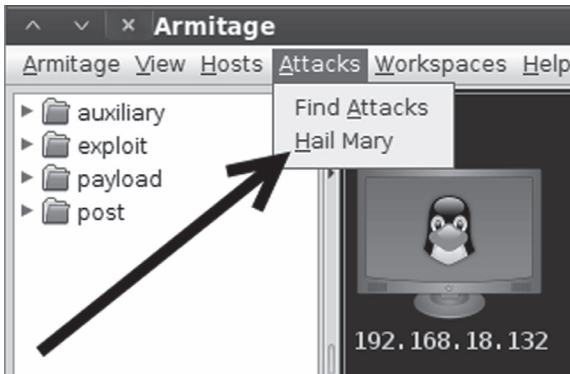 Armitage
Armitage View Hosts Attacks Workspaces Help
Find Attacks
Hail Mary
auxiliary
exploit
payload
post
192.168.18.132